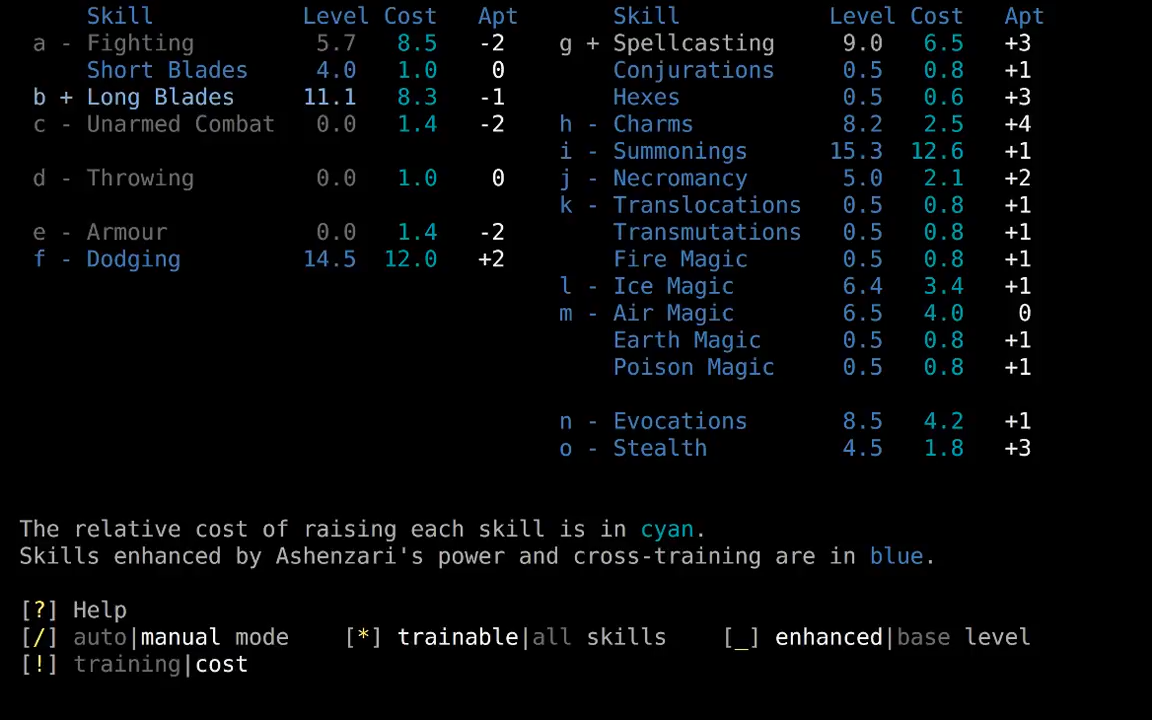 Skill Level Cost Apt Skill Level Cost Apt
a - Fighting 5.7 8.5 -2 g + Spellcasting 9.0 6.5 +3
Short Blades 4.0 1.0 0 Conjurations 0.5 0.8 +1
b + Long Blades 11.1 8.3 -1 Hexes 0.5 0.6 +3
c - Unarmed Combat 0.0 1.4 -2 h - Charms 8.2 2.5 +4
i - Summonings 15.3 12.6 +1
d - Throwing 0.0 1.0 0 j - Necromancy 5.0 2.1 +2
k - Translocations 0.5 0.8 +1
e - Armour 0.0 1.4 -2 Transmutations 0.5 0.8 +1
f - Dodging 14.5 12.0 +2 Fire Magic 0.5 0.8 +1
l - Ice Magic 6.4 3.4 +1
m - Air Magic 6.5 4.0 0
Earth Magic 0.5 0.8 +1
Poison Magic 0.5 0.8 +1
n - Evocations 8.5 4.2 +1
o - Stealth 4.5 1.8 +3
The relative cost of raising each skill is in cyan.
Skills enhanced by Ashenzari's power and cross-training are in blue.
[?] Help
[/] auto|manual mode [*] trainable|all skills [_] enhanced|base level
[!] training|cost